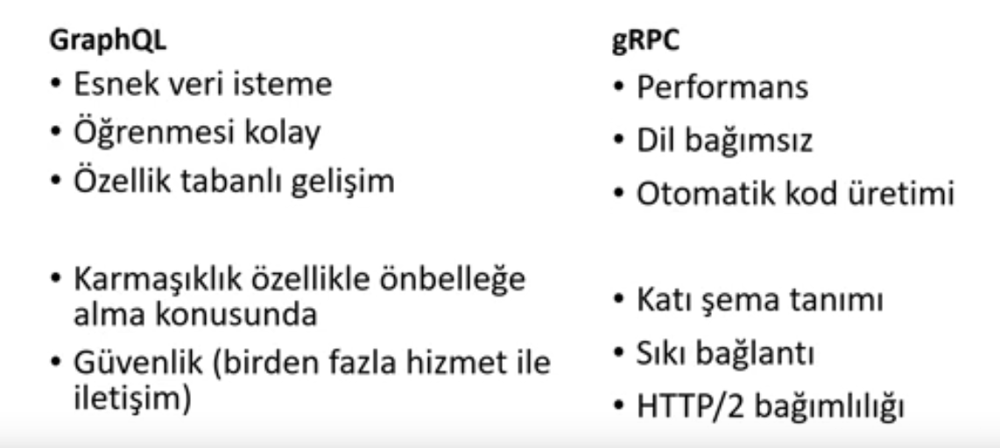 GraphQL
• Esnek veri isteme
• Öğrenmesi kolay
• Özellik tabanlı gelişim
• Karmaşıklık özellikle önbelleğe
alma konusunda
• Güvenlik (birden fazla hizmet ile
iletişim)
gRPC
• Performans
• Dil bağımsız
• Otomatik kod üretimi
• Katı şema tanımı
• Sıkı bağlantı
• HTTP/2 bağımlılığı